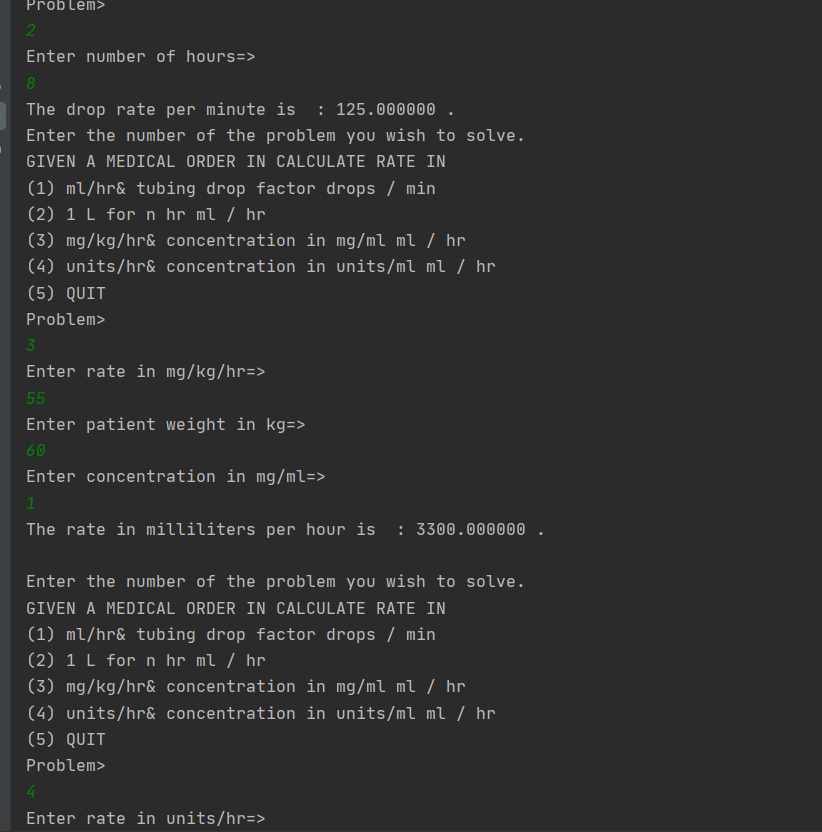 Problem>
2
Enter number of hours=>
8
The drop rate per minute is  : 125.000000 .
Enter the number of the problem you wish to solve.
GIVEN A MEDICAL ORDER IN CALCULATE RATE IN
(1) ml/hr& tubing drop factor drops / min
(2) 1 L for n hr ml / hr
(3) mg/kg/hr& concentration in mg/ml ml / hr
(4) units/hr& concentration in units/ml ml / hr
(5) QUIT
Problem>
3
Enter rate in mg/kg/hr=>
55
Enter patient weight in kg=>
60
Enter concentration in mg/ml=>
1
The rate in milliliters per hour is  : 3300.000000 .
Enter the number of the problem you wish to solve.
GIVEN A MEDICAL ORDER IN CALCULATE RATE IN
(1) ml/hr& tubing drop factor drops / min
(2) 1 L for n hr ml / hr
(3) mg/kg/hr& concentration in mg/ml ml / hr
(4) units/hr& concentration in units/ml ml / hr
(5) QUIT
Problem>
4
Enter rate in units/hr=>